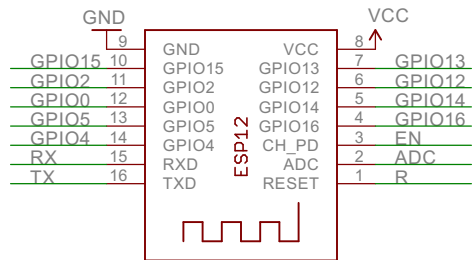 GND VCC
9 GND VCC 8
GPIO15 10 GPIO15 GPIO13 7 GPIO13
GPIO2 11 GPIO2 GPIO12 6 GPIO12
GPIO0 12 GPIO0 GPIO14 5 GPIO14
GPIO5 13 GPIO5 GPIO16 4 GPIO16
GPIO4 14 GPIO4 CH_PD 3 EN
RX 15 RXD ADC 2 ADC
TX 16 TXD RESET 1 R
ESP12